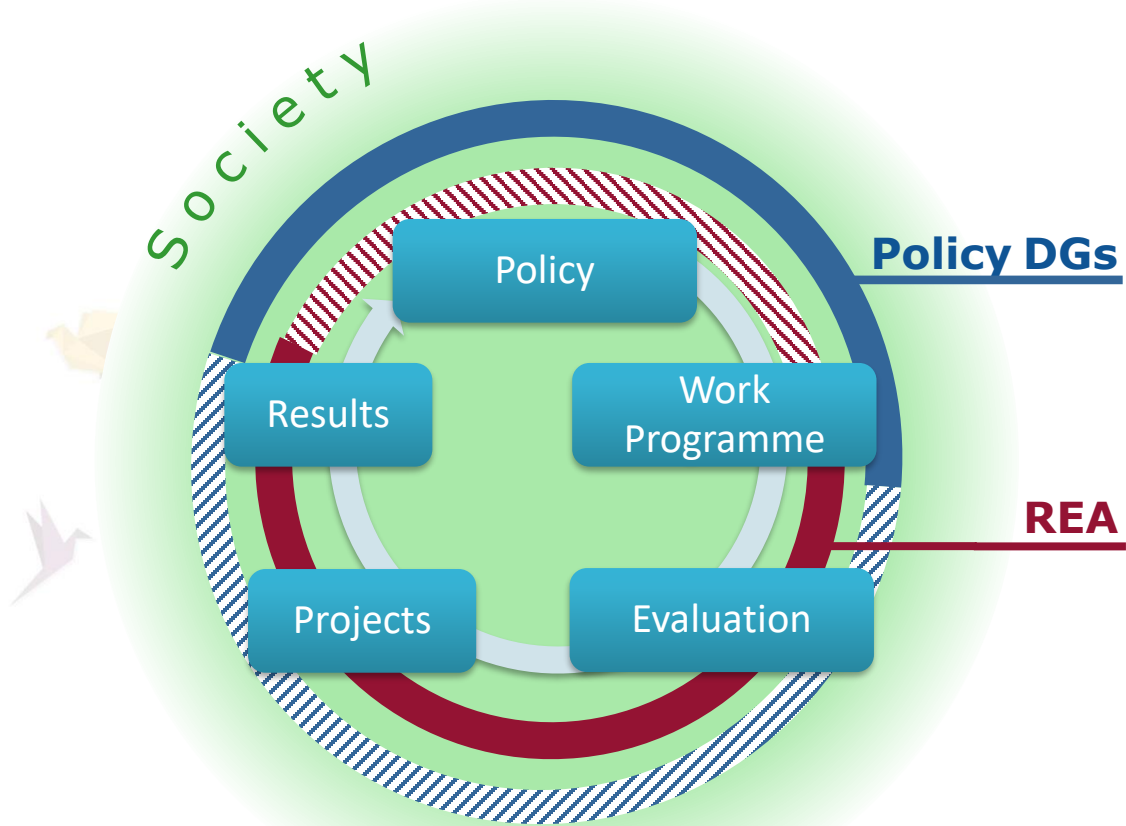 Society
Policy
Policy DGs
Work
Programme
Results
REA
Evaluation
Projects